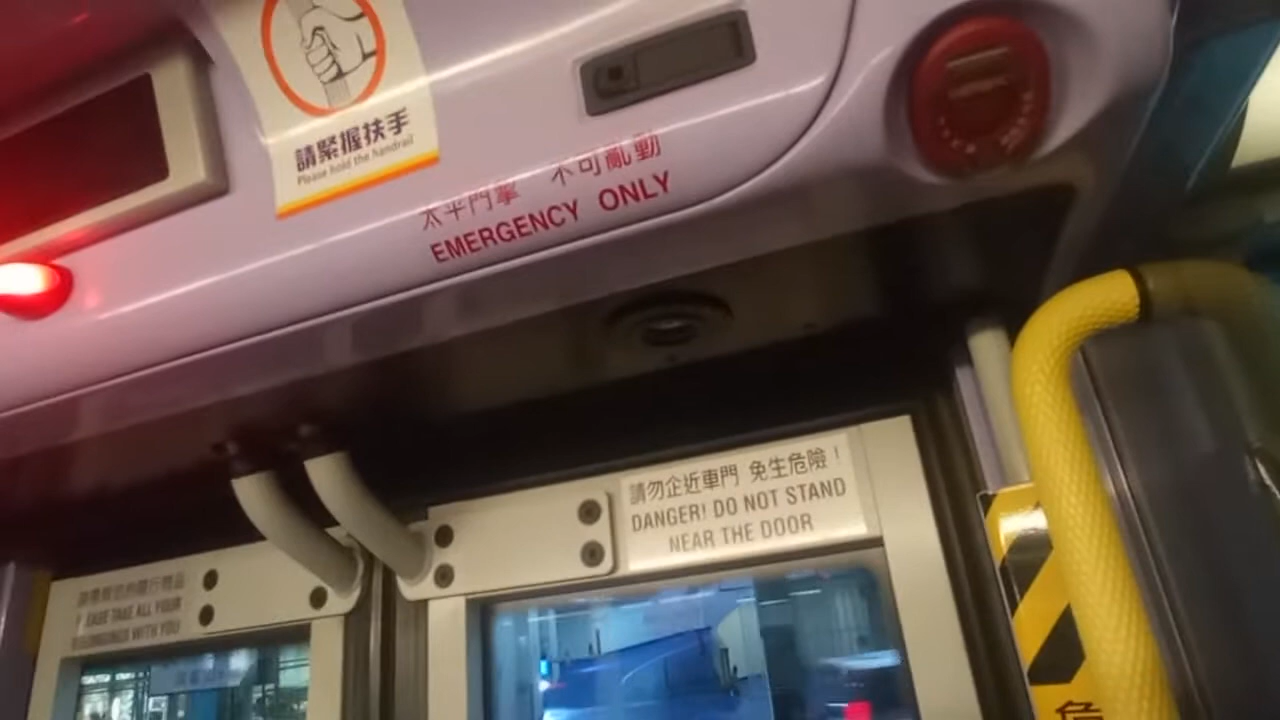 請緊握扶手
Please hold the handrail
太平門掣 不可亂動
EMERGENCY ONLY
請勿企近車門 免生危險！
DANGER! DO NOT STAND
NEAR THE DOOR
PLEASE TAKE ALL YOUR
BELONGINGS WITH YOU
危